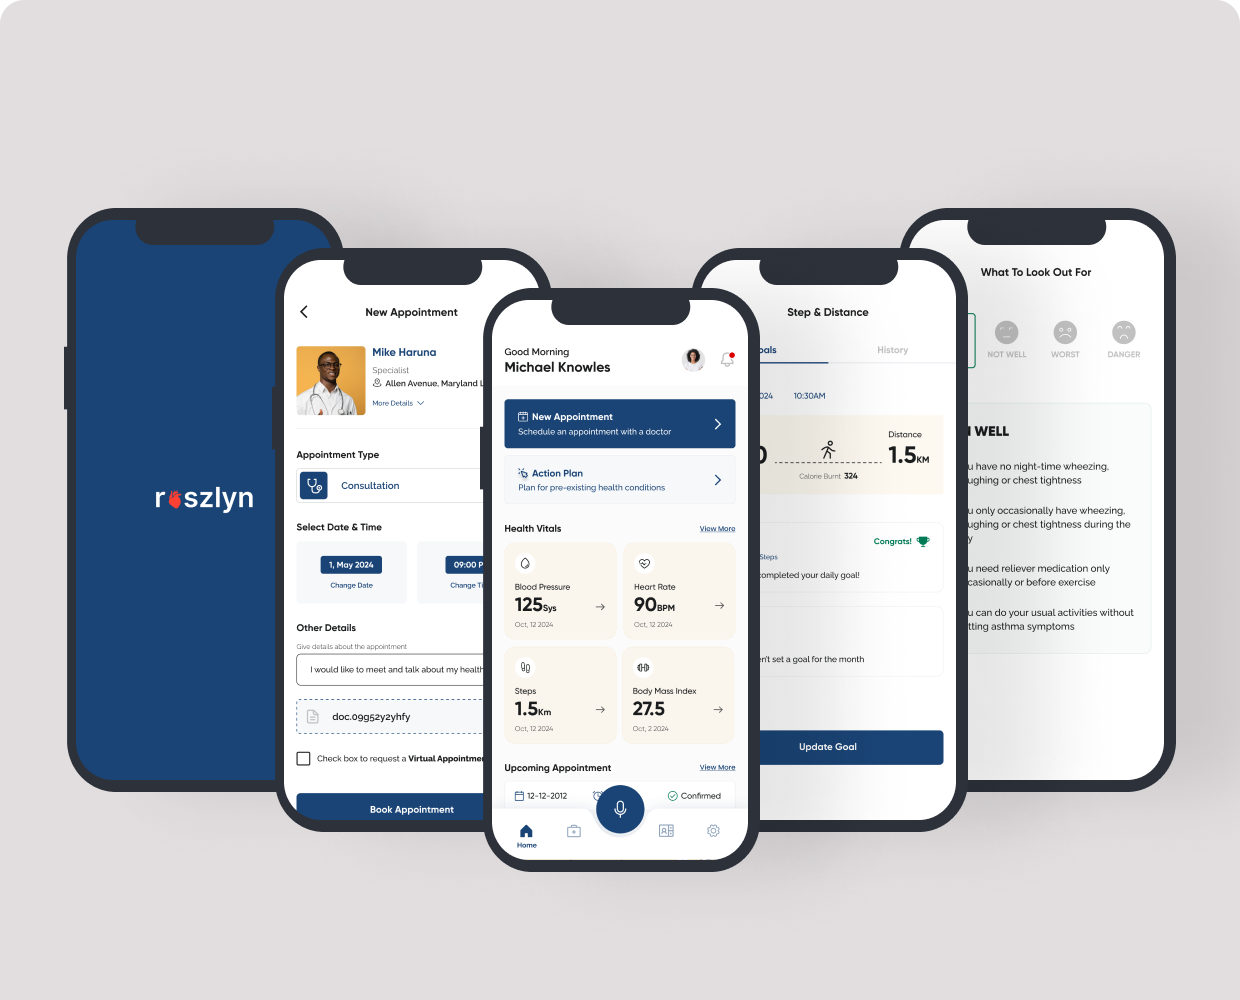 roszlyn
New Appointment
Mike Haruna
Specialist
Allen Avenue, Maryland L
More Details
Appointment Type
Consultation
Select Date & Time
1, May 2024
Change Date
09:00 P
Change Ti
Other Details
Give details about the appointment
I would like to meet and talk about my health
doc.09g52y2yhfy
Check box to request a Virtual Appointme
Book Appointment
Good Morning
Michael Knowles
New Appointment
Schedule an appointment with a doctor
Action Plan
Plan for pre-existing health conditions
Health Vitals
View More
Blood Pressure
125Sys
Oct, 12 2024
Heart Rate
90BPM
Oct, 12 2024
Steps
1.5Km
Oct, 12 2024
Body Mass Index
27.5
Oct, 2 2024
Upcoming Appointment
View More
12-12-2012
Confirmed
Home
Step & Distance
oals
History
024
10:30AM
0
Distance
1.5KM
Calorie Burnt 324
Congrats!
Steps
completed your daily goal!
en't set a goal for the month
Update Goal
What To Look Out For
NOT WELL
WORST
DANGER
WELL
u have no night-time wheezing,
ughing or chest tightness
u only occasionally have wheezing,
ughing or chest tightness during the
y
u need reliever medication only
casionally or before exercise
u can do your usual activities without
tting asthma symptoms